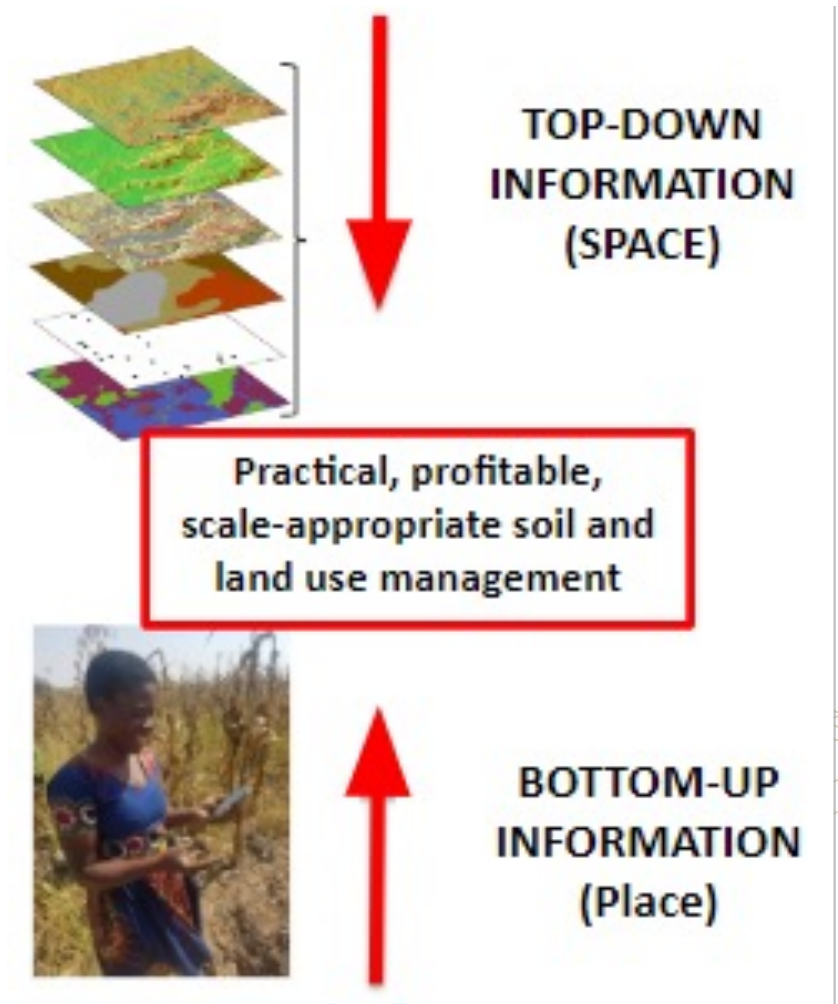 TOP-DOWN
INFORMATION
(SPACE)
Practical, profitable,
scale-appropriate soil and
land use management
BOTTOM-UP
INFORMATION
(Place)